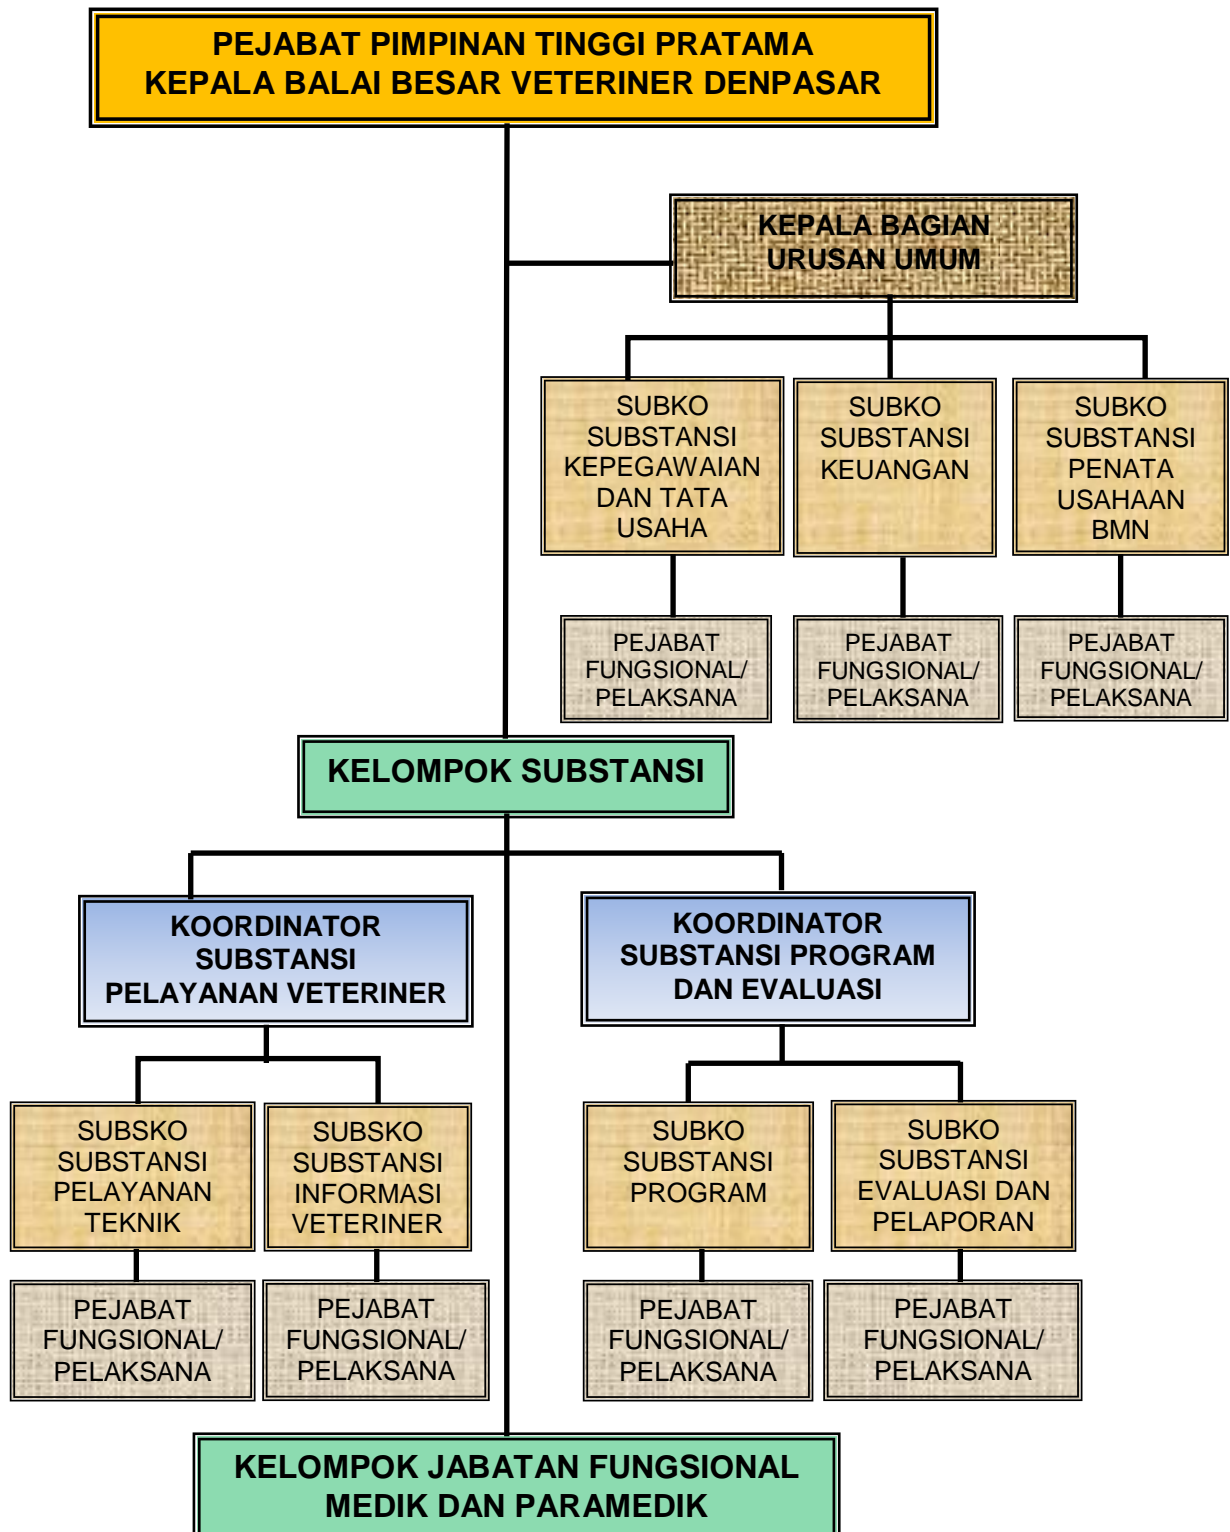 PEJABAT PIMPINAN TINGGI PRATAMA
KEPALA BALAI BESAR VETERINER DENPASAR
KEPALA BAGIAN
URUSAN UMUM
SUBKO
SUBSTANSI
KEPEGAWAIAN
DAN TATA
USAHA
SUBKO
SUBSTANSI
KEUANGAN
SUBKO
SUBSTANSI
PENATA
USAHAAN
BMN
PEJABAT
FUNGSIONAL/
PELAKSANA
PEJABAT
FUNGSIONAL/
PELAKSANA
PEJABAT
FUNGSIONAL/
PELAKSANA
KELOMPOK SUBSTANSI
KOORDINATOR
SUBSTANSI
PELAYANAN VETERINER
KOORDINATOR
SUBSTANSI PROGRAM
DAN EVALUASI
SUBSKO
SUBSTANSI
PELAYANAN
TEKNIK
SUBSKO
SUBSTANSI
INFORMASI
VETERINER
SUBKO
SUBSTANSI
PROGRAM
SUBKO
SUBSTANSI
EVALUASI DAN
PELAPORAN
PEJABAT
FUNGSIONAL/
PELAKSANA
PEJABAT
FUNGSIONAL/
PELAKSANA
PEJABAT
FUNGSIONAL/
PELAKSANA
PEJABAT
FUNGSIONAL/
PELAKSANA
KELOMPOK JABATAN FUNGSIONAL
MEDIK DAN PARAMEDIK